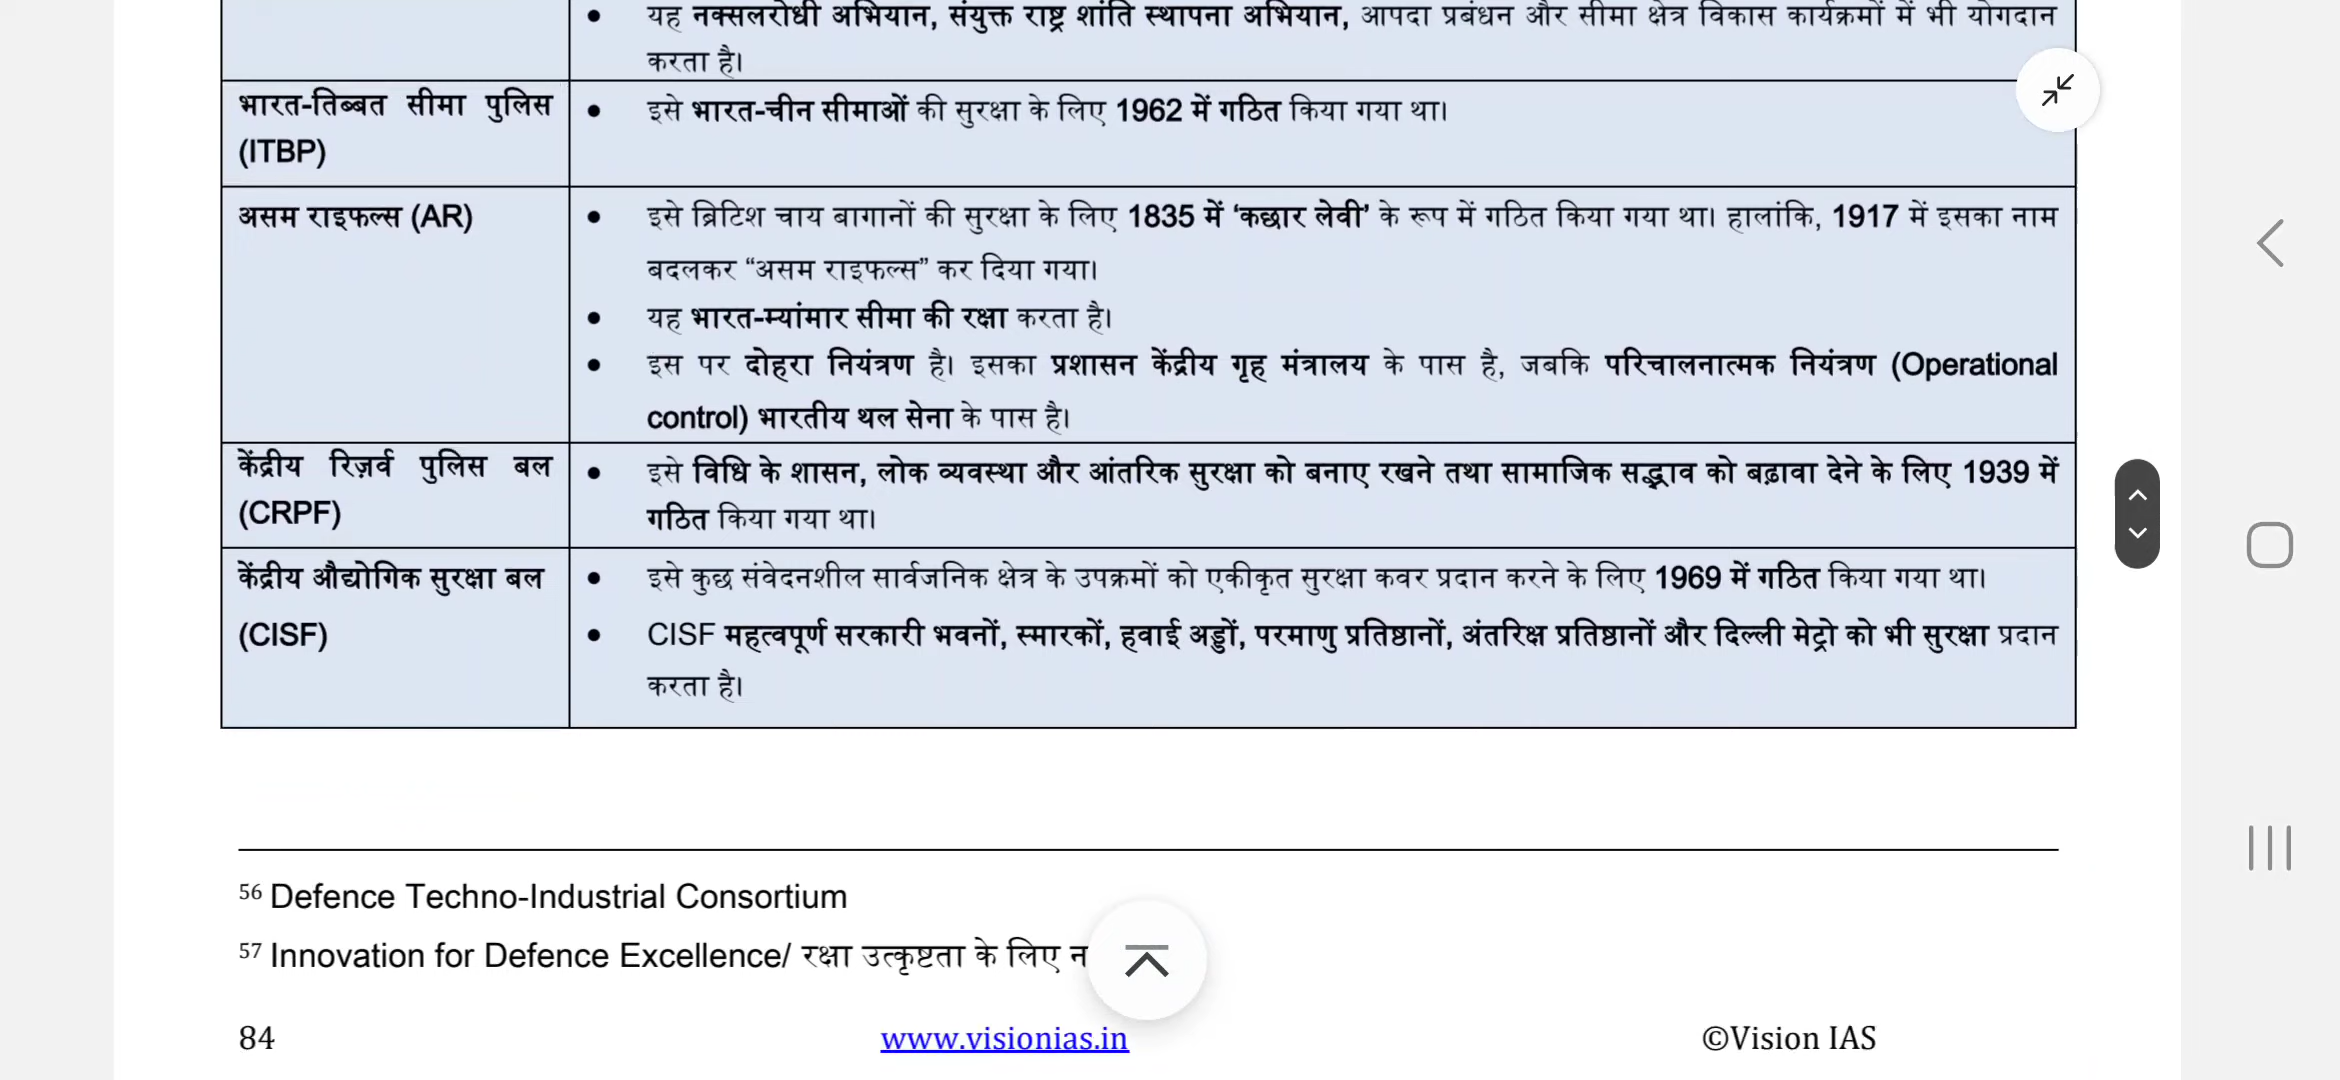 यह नक्सलरोधी अभियान, संयुक्त राष्ट्र शांति स्थापना अभियान, आपदा प्रबंधन और सीमा क्षेत्र विकास कार्यक्रमों में भी योगदान
करता है।
भारत-तिब्बत सीमा पुलिस
(ITBP)
इसे भारत-चीन सीमाओं की सुरक्षा के लिए 1962 में गठित किया गया था।
असम राइफल्स (AR)
इसे ब्रिटिश चाय बागानों की सुरक्षा के लिए 1835 में ‘कछार लेवी’ के रूप में गठित किया गया था। हालांकि, 1917 में इसका नाम
बदलकर “असम राइफल्स” कर दिया गया।
यह भारत-म्यांमार सीमा की रक्षा करता है।
इस पर दोहरा नियंत्रण है। इसका प्रशासन केंद्रीय गृह मंत्रालय के पास है, जबकि परिचालनात्मक नियंत्रण (Operational
control) भारतीय थल सेना के पास है।
केंद्रीय रिज़र्व पुलिस बल
(CRPF)
इसे विधि के शासन, लोक व्यवस्था और आंतरिक सुरक्षा को बनाए रखने तथा सामाजिक सद्भाव को बढ़ावा देने के लिए 1939 में
गठित किया गया था।
केंद्रीय औद्योगिक सुरक्षा बल
(CISF)
इसे कुछ संवेदनशील सार्वजनिक क्षेत्र के उपक्रमों को एकीकृत सुरक्षा कवर प्रदान करने के लिए 1969 में गठित किया गया था।
CISF महत्वपूर्ण सरकारी भवनों, स्मारकों, हवाई अड्डों, परमाणु प्रतिष्ठानों, अंतरिक्ष प्रतिष्ठानों और दिल्ली मेट्रो को भी सुरक्षा प्रदान
करता है।
56 Defence Techno-Industrial Consortium
57 Innovation for Defence Excellence/ रक्षा उत्कृष्टता के लिए
84
www.visionias.in
©Vision IAS